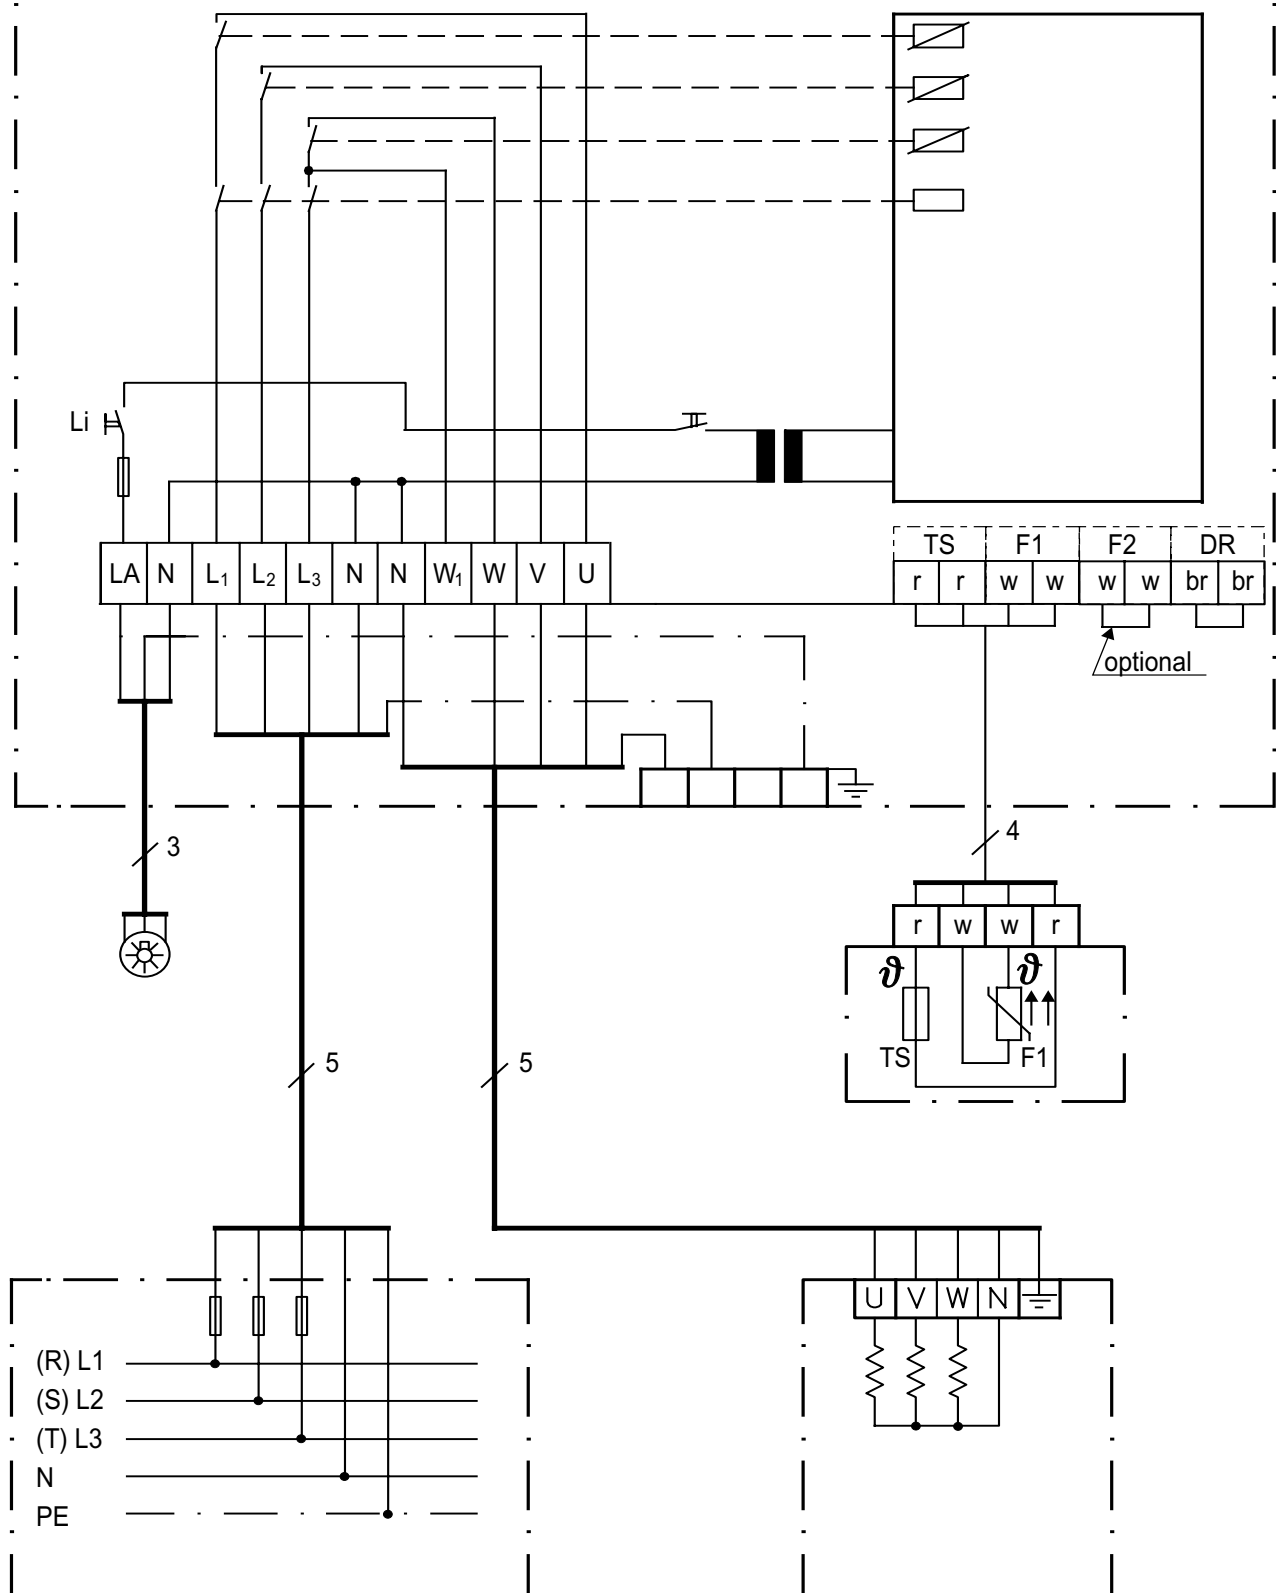 Li
TS F1 F2 DR
LA N L₁ L₂ L₃ N N W₁ W V U
r r w w w w br br
optional
3
4
r w w r
ϑ ϑ
TS F1
5 5
U V W N
(R) L1
(S) L2
(T) L3
N
PE